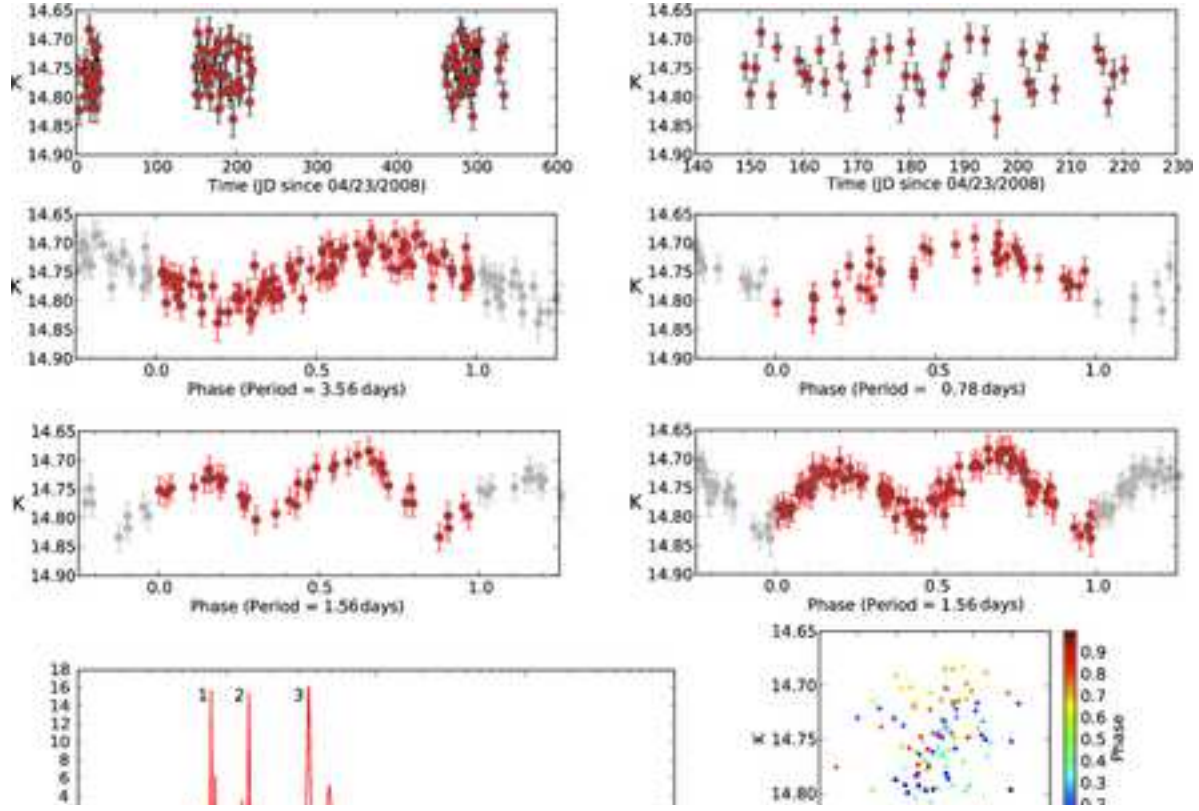 14.65
14.70
14.75
K
14.80
14.85
14.90
0 100 200 300 400 500 600
Time (JD since 04/23/2008)
14.65
14.70
14.75
K
14.80
14.85
14.90
140 150 160 170 180 190 200 210 220 230
Time (JD since 04/23/2008)
14.65
14.70
14.75
K
14.80
14.85
14.90
0.0 0.5 1.0
Phase (Period = 3.56 days)
14.65
14.70
14.75
K
14.80
14.85
14.90
0.0 0.5 1.0
Phase (Period = 0.78 days)
14.65
14.70
14.75
K
14.80
14.85
14.90
0.0 0.5 1.0
Phase (Period = 1.56 days)
14.65
14.70
14.75
K
14.80
14.85
14.90
0.0 0.5 1.0
Phase (Period = 1.56 days)
18
16
14
12
10
8
6
4
1 2 3
14.65
14.70
14.75
K
14.80
0.9
0.8
0.7
0.6
0.5
0.4
0.3
0.2
Phase